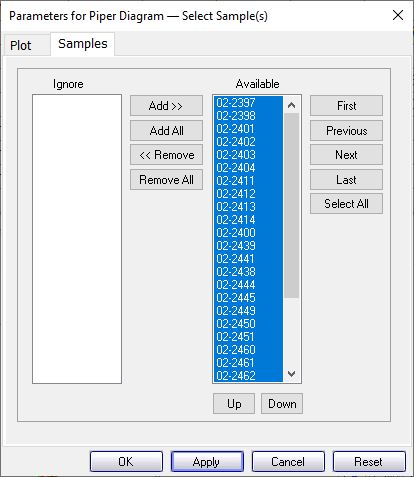 Parameters for Piper Diagram — Select Sample(s)
Plot
Samples
Ignore
Available
Add >>
Add All
<< Remove
Remove All
02-2397
02-2398
02-2401
02-2402
02-2403
02-2404
02-2411
02-2412
02-2413
02-2414
02-2400
02-2439
02-2441
02-2438
02-2444
02-2445
02-2449
02-2450
02-2451
02-2460
02-2461
02-2462
First
Previous
Next
Last
Select All
Up
Down
OK
Apply
Cancel
Reset